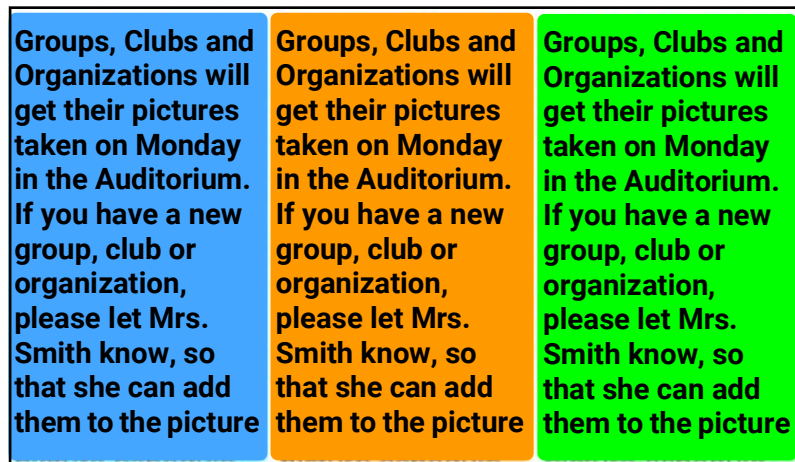 Groups, Clubs and
Organizations will
get their pictures
taken on Monday
in the Auditorium.
If you have a new
group, club or
organization,
please let Mrs.
Smith know, so
that she can add
them to the picture
Groups, Clubs and
Organizations will
get their pictures
taken on Monday
in the Auditorium.
If you have a new
group, club or
organization,
please let Mrs.
Smith know, so
that she can add
them to the picture
Groups, Clubs and
Organizations will
get their pictures
taken on Monday
in the Auditorium.
If you have a new
group, club or
organization,
please let Mrs.
Smith know, so
that she can add
them to the picture